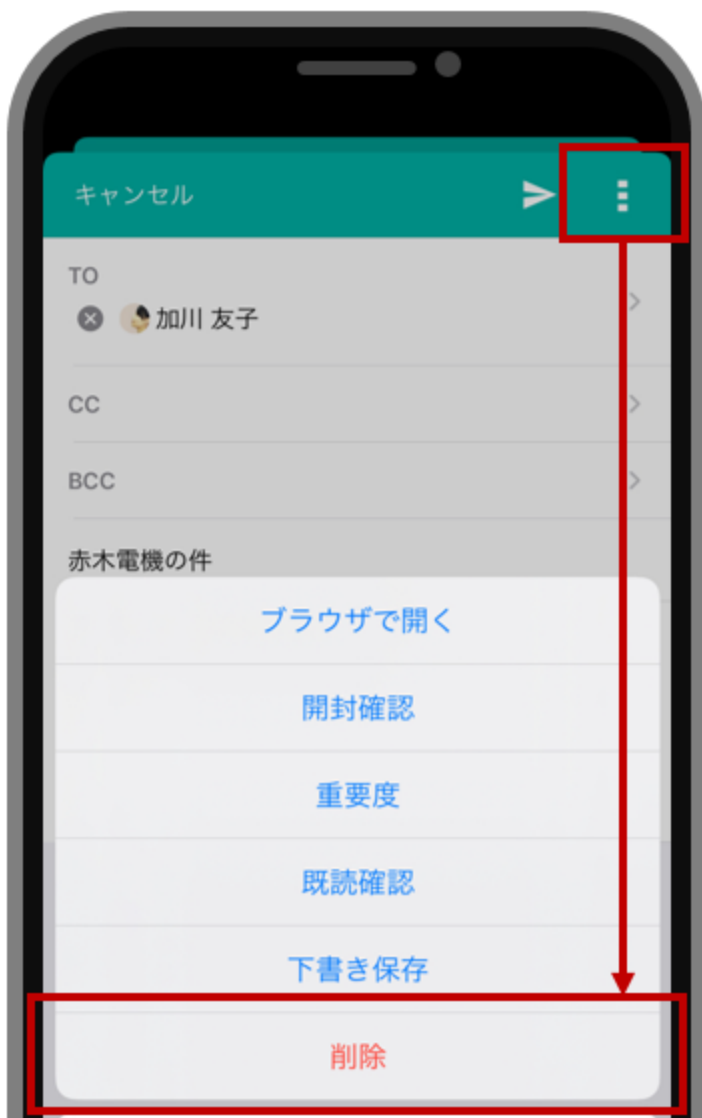 キャンセル
TO
加川 友子
CC
BCC
赤木電機の件
ブラウザで開く
開封確認
重要度
既読確認
下書き保存
削除